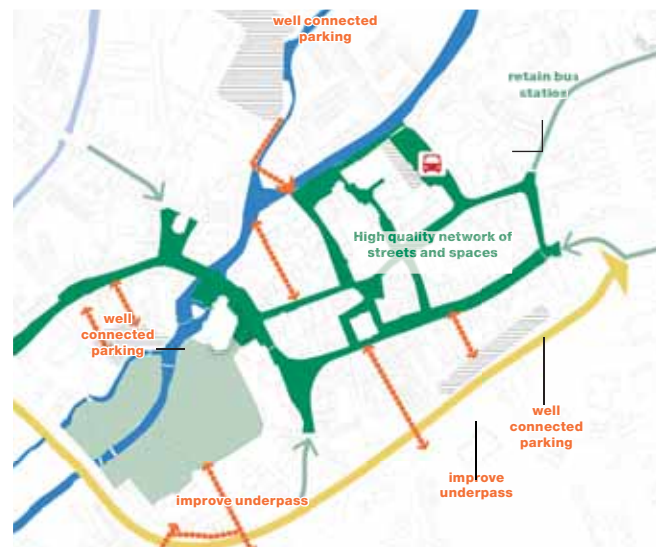 well connected
parking
retain bus
station
High quality network of
streets and spaces
well
connected
parking
well
connected
parking
improve
underpass
improve underpass